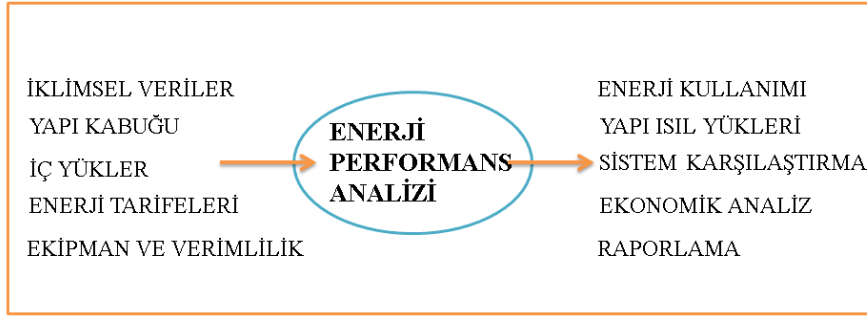 İKLİMSEL VERİLER
YAPI KABUĞU
İÇ YÜKLER
ENERJİ TARİFELERİ
EKİPMAN VE VERİMLİLİK
ENERJİ
PERFORMANS
ANALİZİ
ENERJİ KULLANIMI
YAPI ISIL YÜKLERİ
SİSTEM KARŞILAŞTIRMA
EKONOMİK ANALİZ
RAPORLAMA